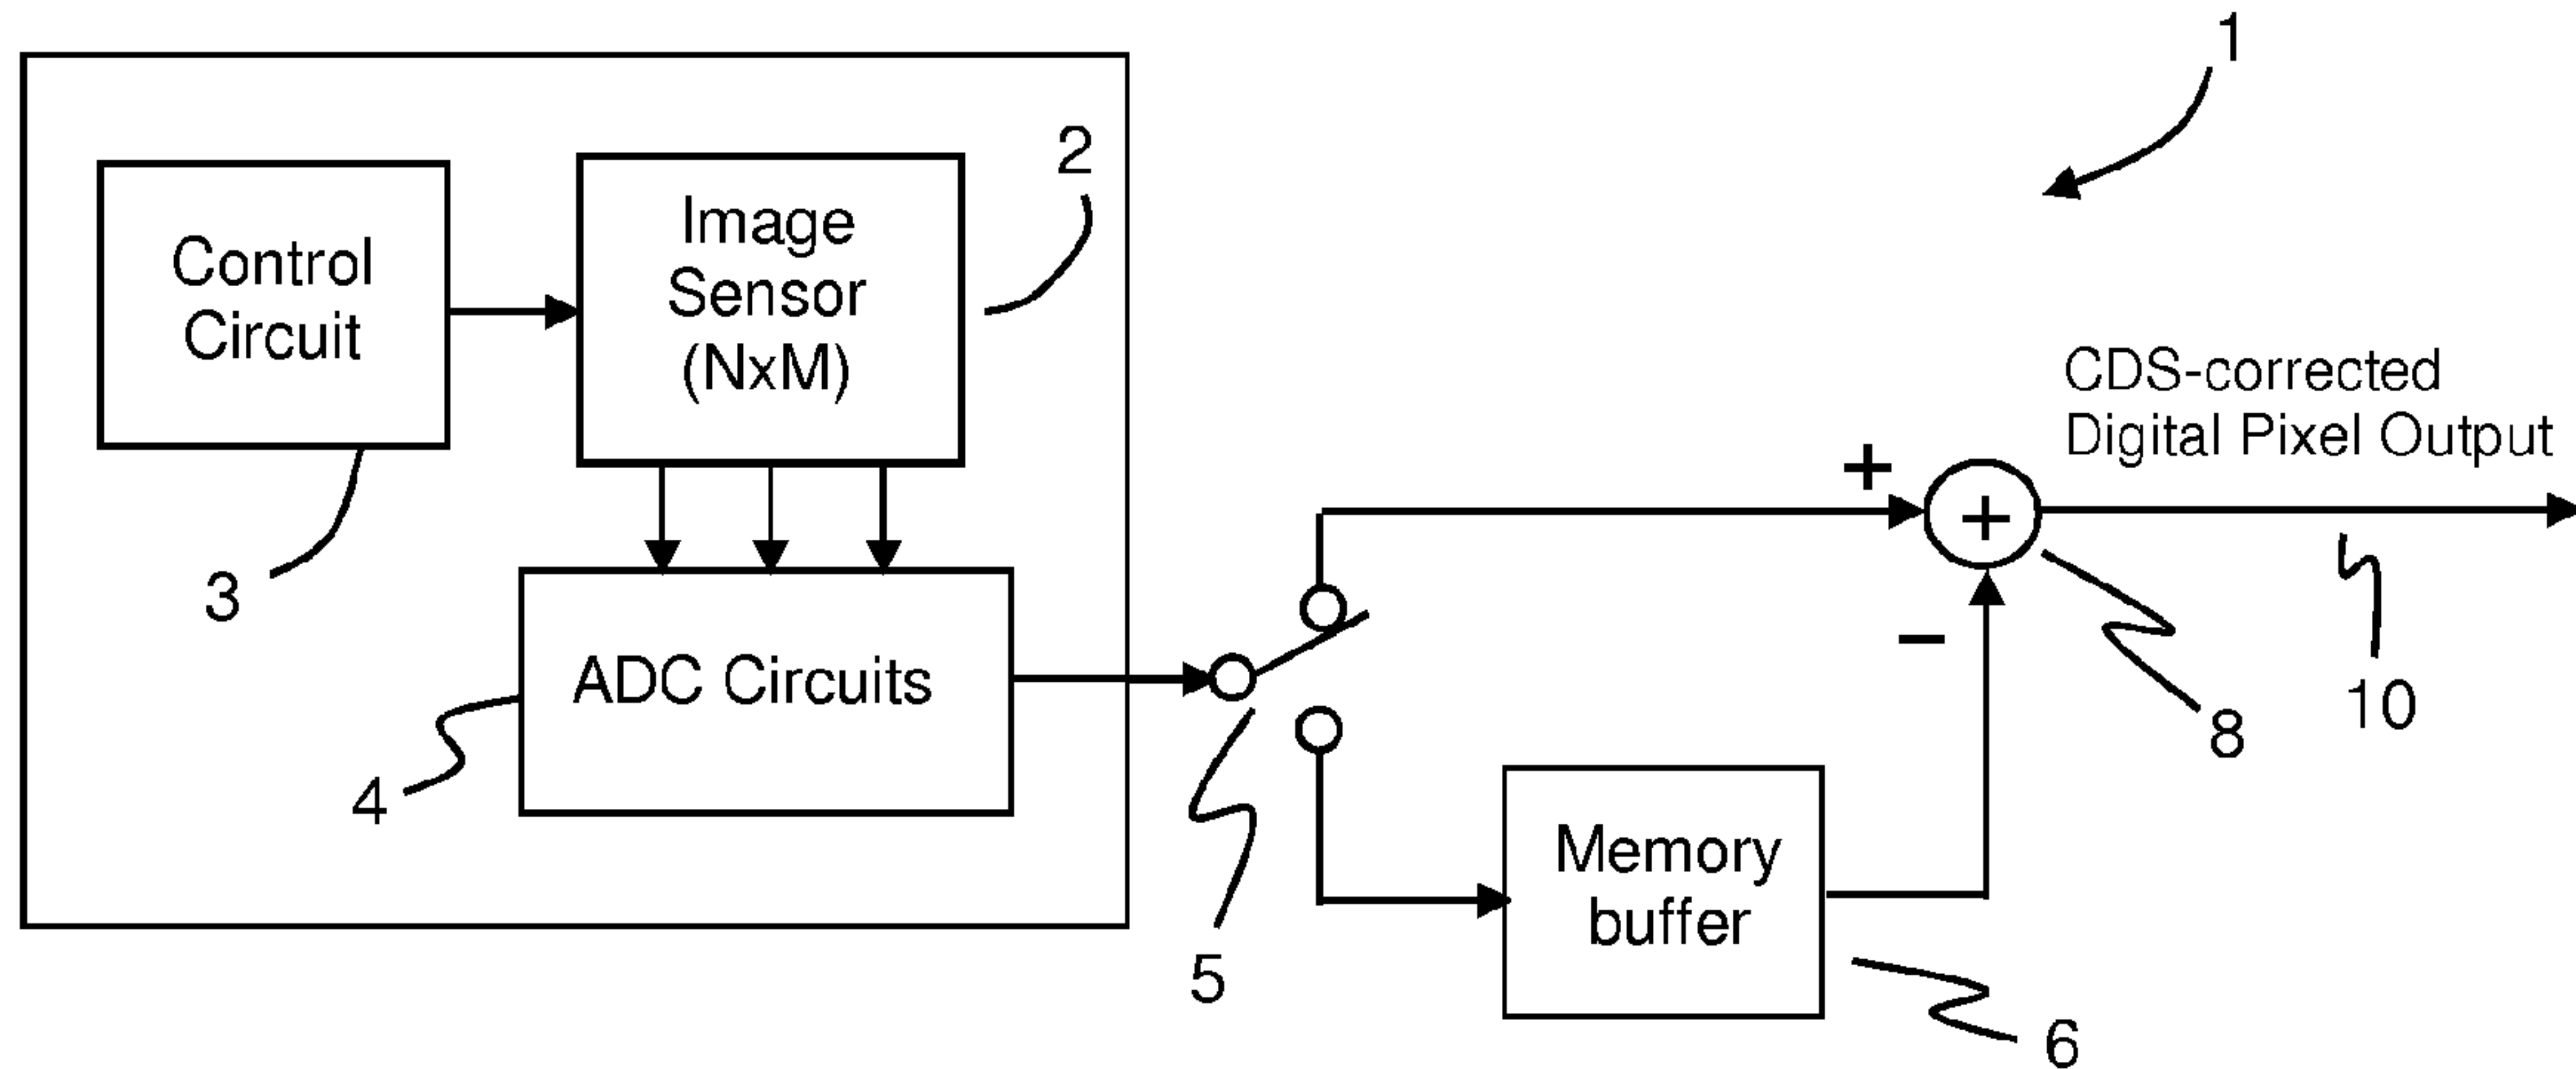 1
2
Control
Circuit
Image
Sensor
(NxM)
3
ADC Circuits
4
5
+
+
−
CDS-corrected
Digital Pixel Output
8
10
Memory
buffer
6